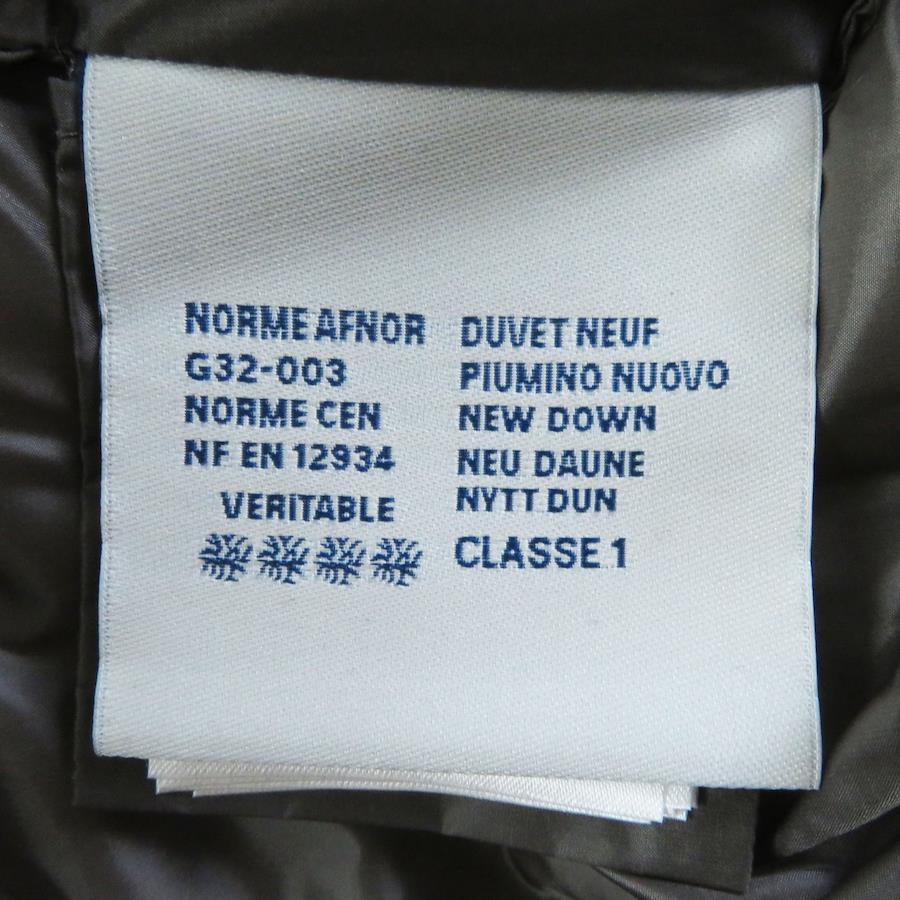 NORME AFNOR
G32-003
NORME CEN
NF EN 12934
VERITABLE
DUVET NEUF
PIUMINO NUOVO
NEW DOWN
NEU DAUNE
NYTT DUN
CLASSE 1